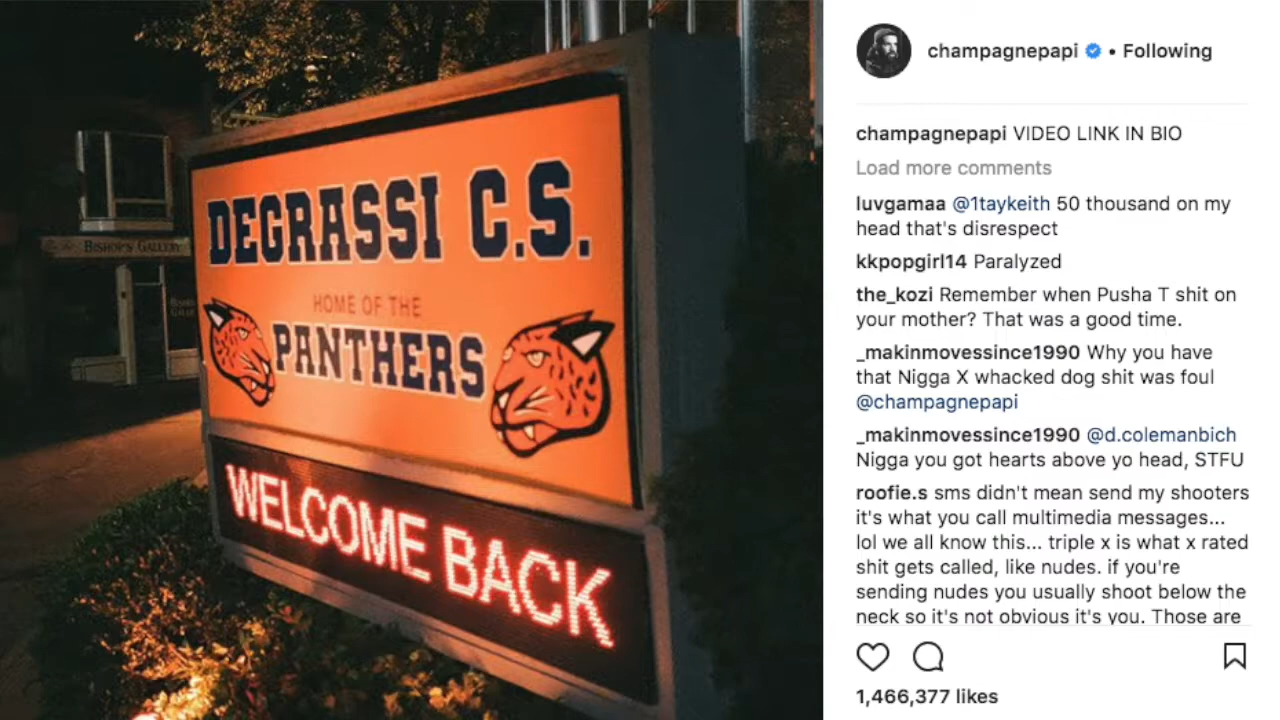 DEGRASSI C.S.
HOME OF THE
PANTHERS
WELCOME BACK
BISHOP'S GALLERY
champagnepapi • Following
champagnepapi VIDEO LINK IN BIO
Load more comments
luvgamaa @1taykeith 50 thousand on my
head that's disrespect
kkpopgirl14 Paralyzed
the_kozi Remember when Pusha T shit on
your mother? That was a good time.
_makinmovessince1990 Why you have
that Nigga X whacked dog shit was foul
@champagnepapi
_makinmovessince1990 @d.colemanbich
Nigga you got hearts above yo head, STFU
roofie.s sms didn't mean send my shooters
it's what you call multimedia messages...
lol we all know this... triple x is what x rated
shit gets called, like nudes. if you're
sending nudes you usually shoot below the
neck so it's not obvious it's you. Those are
1,466,377 likes